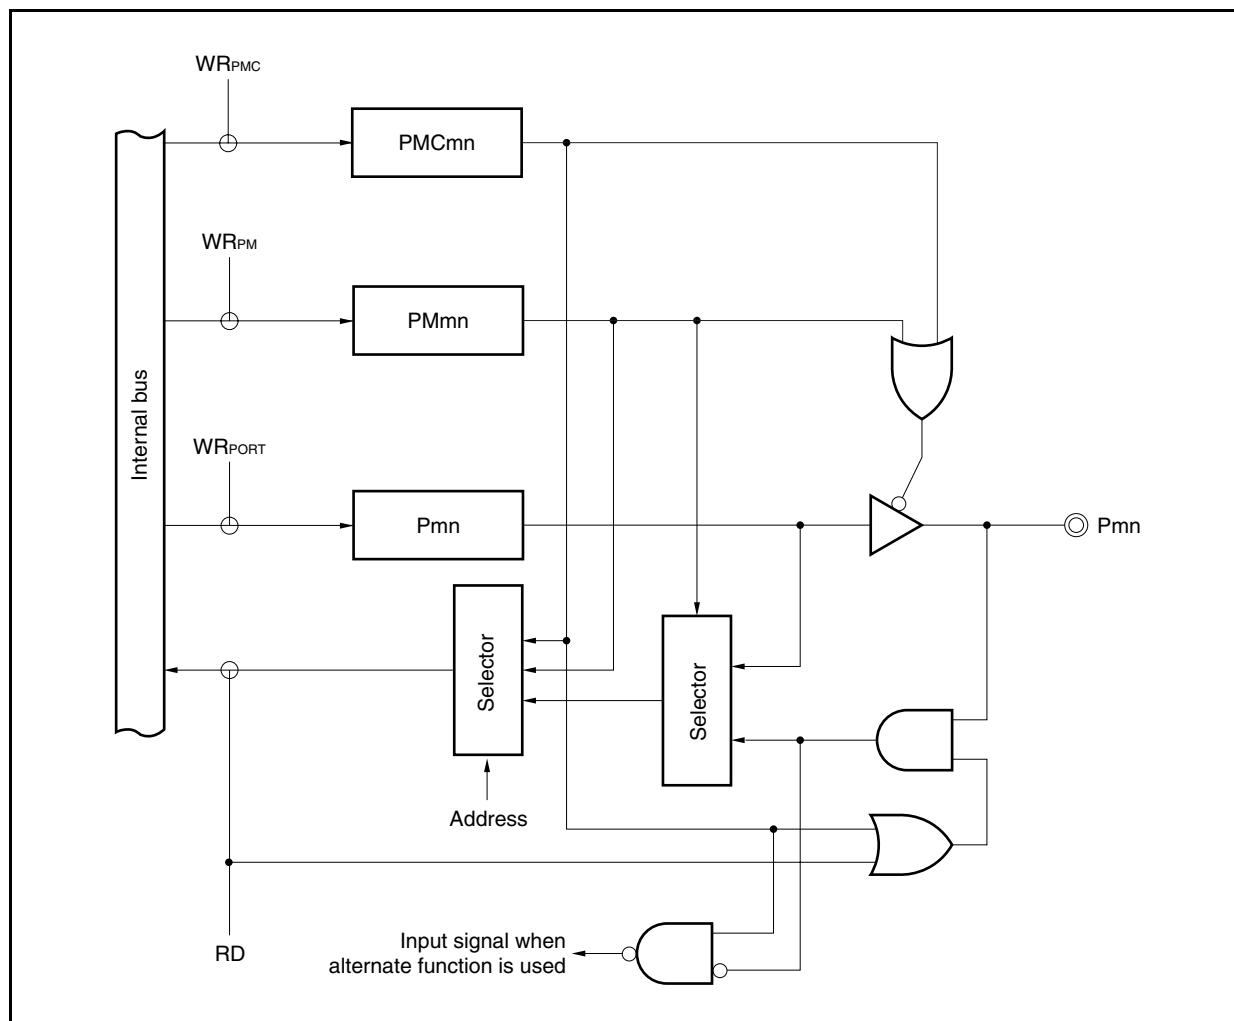 WRPMC
PMCmn
WRPM
PMmn
Internal bus
WRPORT
Pmn
Pmn
Selector
Selector
Address
RD
Input signal when
alternate function is used